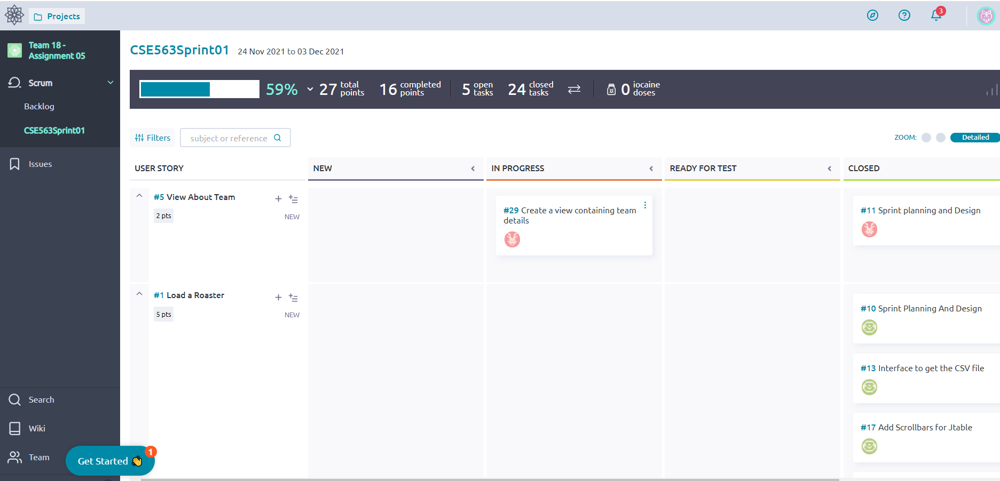 Projects
3
Team 18 -
Assignment 05
Scrum
Backlog
CSE563Sprint01
Issues
Search
Wiki
Team
Get Started 👋
1
CSE563Sprint01 24 Nov 2021 to 03 Dec 2021
59% 27 total points 16 completed points 5 open tasks 24 closed tasks 0 iocaine doses
Filters subject or reference
ZOOM: Detailed
USER STORY NEW IN PROGRESS READY FOR TEST CLOSED
#5 View About Team
2 pts
NEW
#29 Create a view containing team
details
#11 Sprint planning and Design
#1 Load a Roaster
5 pts
NEW
#10 Sprint Planning And Design
#13 Interface to get the CSV file
#17 Add Scrollbars for Jtable